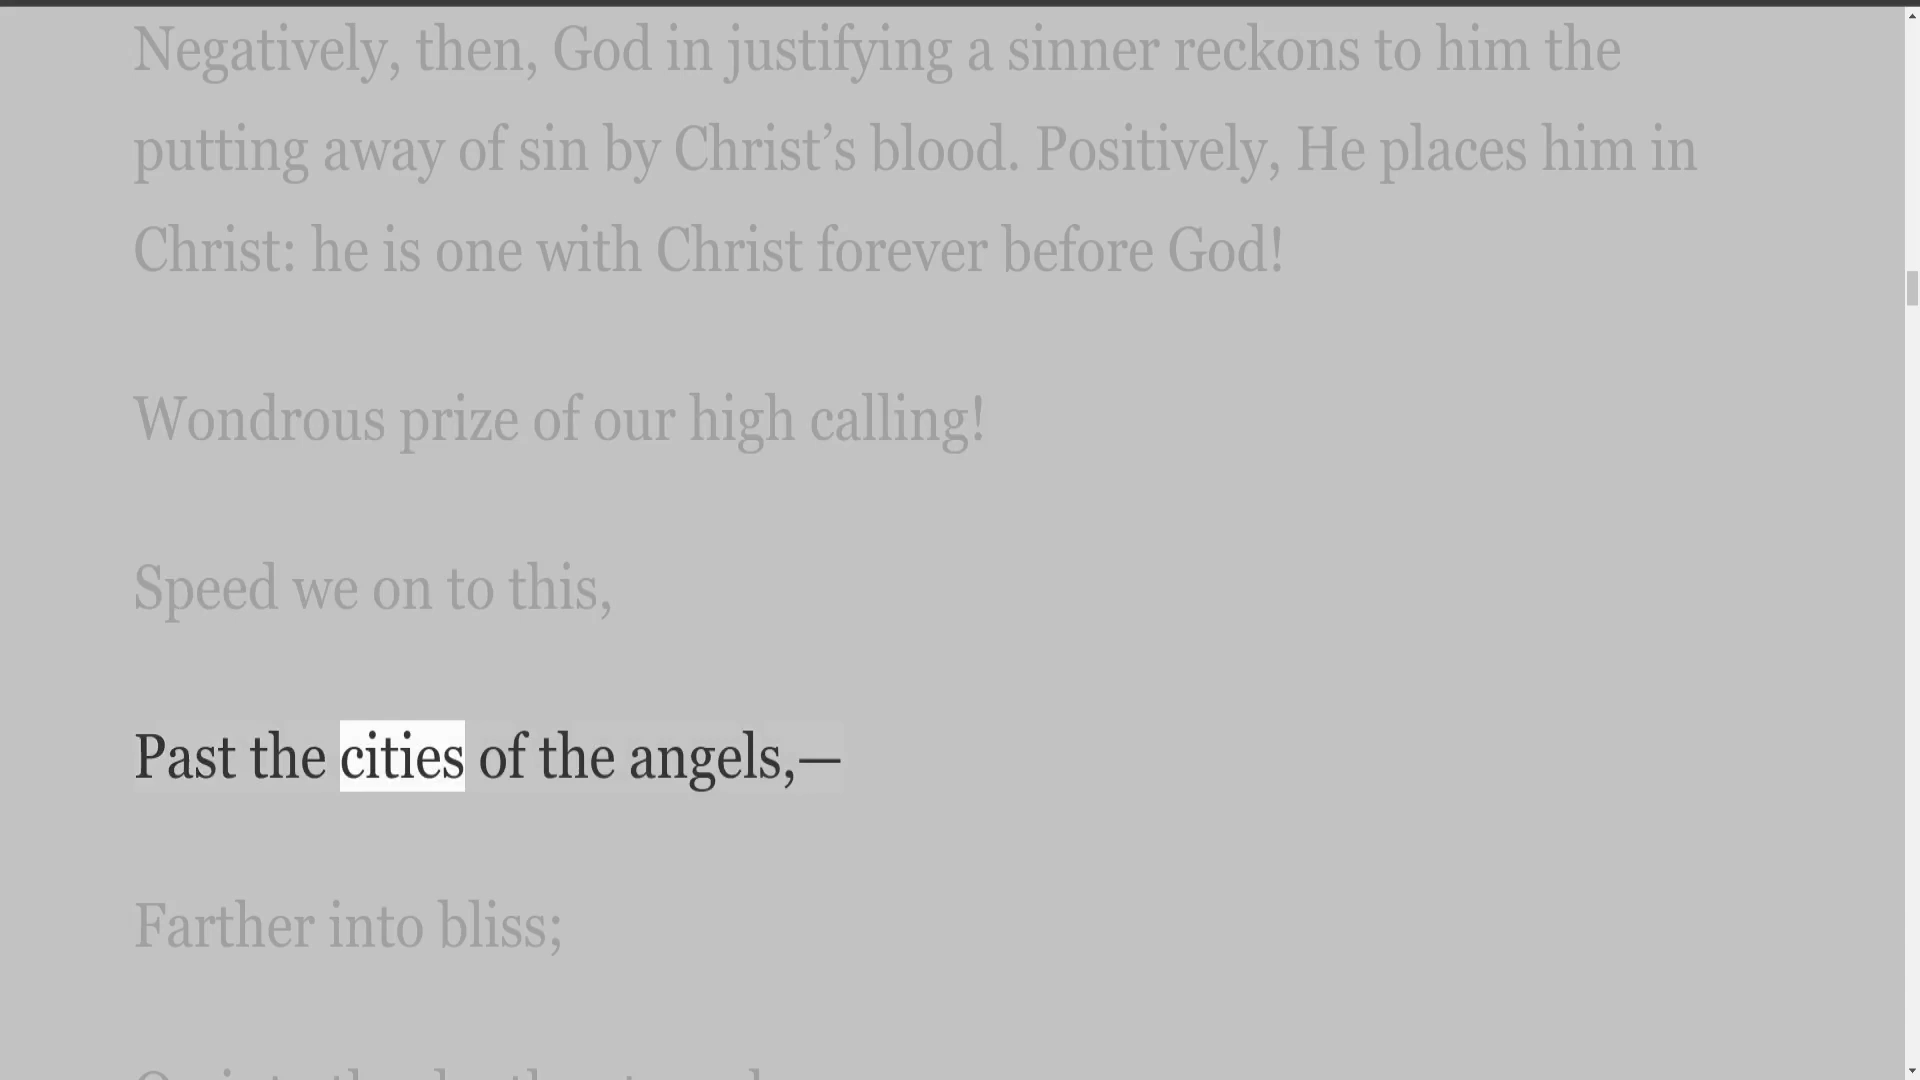 Negatively, then, God in justifying a sinner reckons to him the
putting away of sin by Christ’s blood. Positively, He places him in
Christ: he is one with Christ forever before God!
Wondrous prize of our high calling!
Speed we on to this,
Past the cities of the angels,—
Farther into bliss;